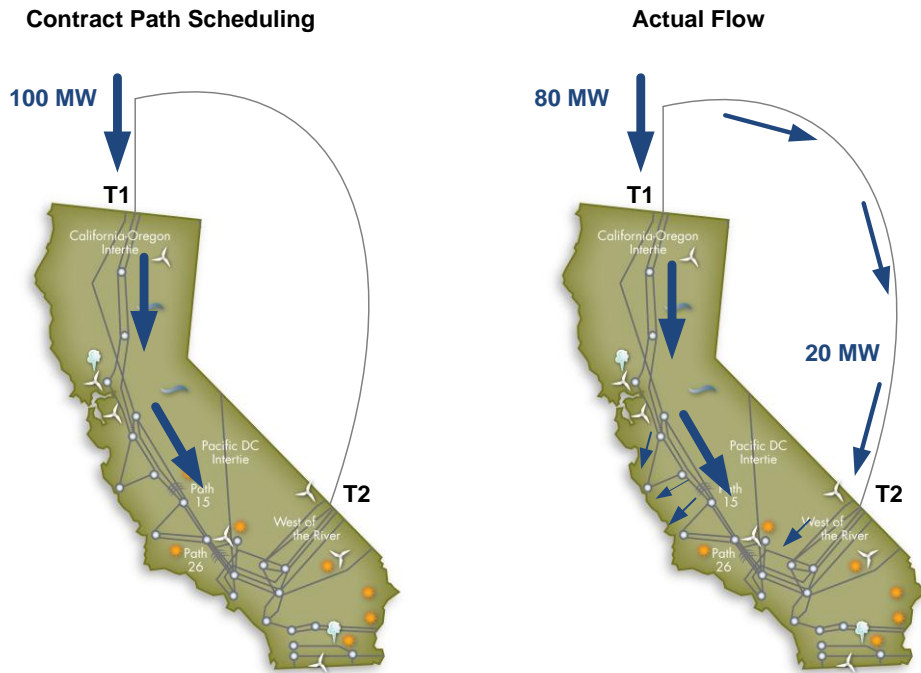 Contract Path Scheduling
100 MW
T1
California-Oregon
Intertie
Pacific DC
Intertie
Path
15
T2
West of
the River
Path
26
Actual Flow
80 MW
T1
California-Oregon
Intertie
20 MW
Pacific DC
Intertie
Path
15
T2
West of
the River
Path
26